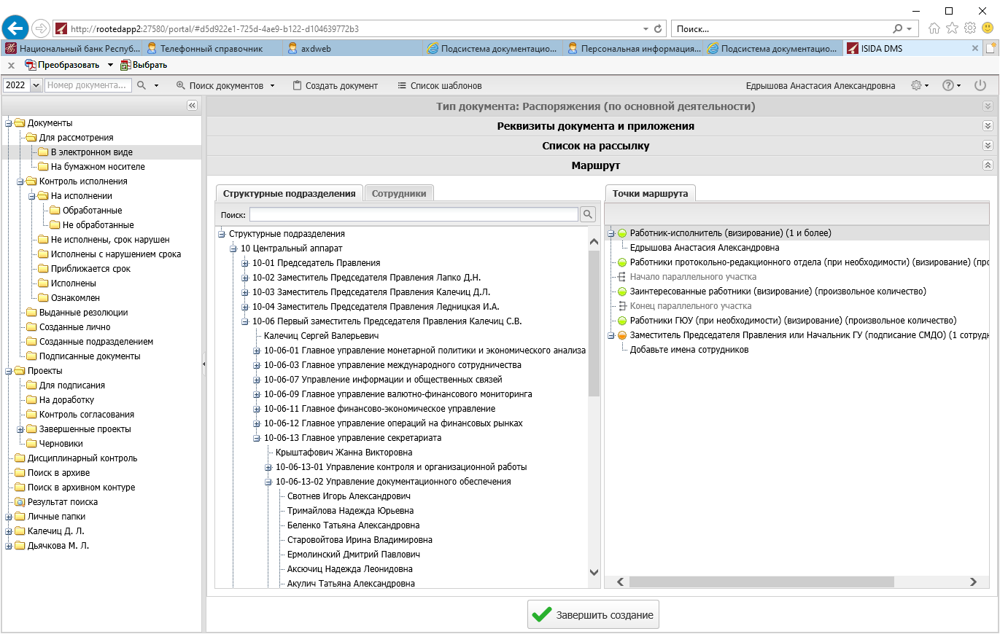 http://rootedapp2:27580/portal/#d5d922e1-725d-4ae9-b122-d104639772b3
Поиск...
Национальный банк Респуб...
Телефонный справочник
axdweb
Подсистема документацио...
Персональная информация...
Подсистема документацио...
ISIDA DMS
x Преобразовать
Выбрать
2022
Номер документа...
Поиск документов
Создать документ
Список шаблонов
Едрышова Анастасия Александровна
Документы
Для рассмотрения
В электронном виде
На бумажном носителе
Контроль исполнения
На исполнении
Обработанные
Не обработанные
Не исполнены, срок нарушен
Исполнены с нарушением срока
Приближается срок
Исполнены
Ознакомлен
Выданные резолюции
Созданные лично
Созданные подразделением
Подписанные документы
Проекты
Для подписания
На доработку
Контроль согласования
Завершенные проекты
Черновики
Дисциплинарный контроль
Поиск в архиве
Поиск в архивном контуре
Результат поиска
Личные папки
Калечиц Д. Л.
Дьячкова М. Л.
Тип документа: Распоряжения (по основной деятельности)
Реквизиты документа и приложения
Список на рассылку
Маршрут
Структурные подразделения
Сотрудники
Поиск:
Структурные подразделения
10 Центральный аппарат
10-01 Председатель Правления
10-02 Заместитель Председателя Правления Лапко Д.Н.
10-03 Заместитель Председателя Правления Калечиц Д.Л.
10-04 Заместитель Председателя Правления Ледницкая И.А.
10-06 Первый заместитель Председателя Правления Калечиц С.В.
Калечиц Сергей Валерьевич
10-06-01 Главное управление монетарной политики и экономического анализа
10-06-03 Главное управление международного сотрудничества
10-06-07 Управление информации и общественных связей
10-06-09 Главное управление валютно-финансового мониторинга
10-06-11 Главное финансово-экономическое управление
10-06-12 Главное управление операций на финансовых рынках
10-06-13 Главное управление секретариата
Крыштафович Жанна Викторовна
10-06-13-01 Управление контроля и организационной работы
10-06-13-02 Управление документационного обеспечения
Свотнев Игорь Александрович
Тримайлова Надежда Юрьевна
Беленко Татьяна Александровна
Старовойтова Ирина Владимировна
Ермолинский Дмитрий Павлович
Аксючиц Надежда Леонидовна
Акулич Татьяна Александровна
Точки маршрута
Работник-исполнитель (визирование) (1 и более)
Едрышова Анастасия Александровна
Работники протокольно-редакционного отдела (при необходимости) (визирование) (прс
Начало параллельного участка
Заинтересованные работники (визирование) (произвольное количество)
Конец параллельного участка
Работники ГЮУ (при необходимости) (визирование) (произвольное количество)
Заместитель Председателя Правления или Начальник ГУ (подписание СМДО) (1 сотрудн
Добавьте имена сотрудников
Завершить создание